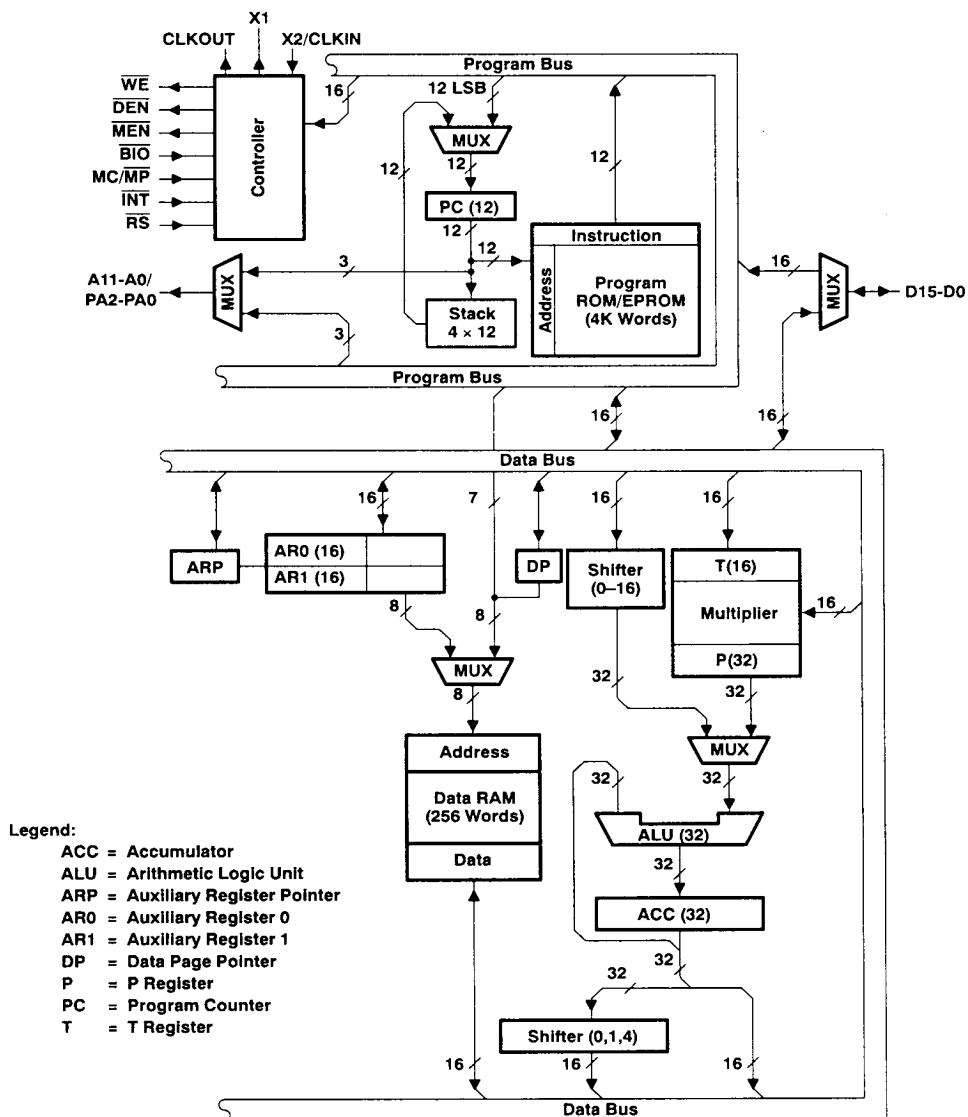 X1
CLKOUT
X2/CLKIN
Program Bus
WE
DEN
MEN
BIO
MC/MP
INT
RS
Controller
16
12 LSB
MUX
12
12
PC (12)
12
12
12
Instruction
Address
Program
ROM/EPROM
(4K Words)
Stack
4 × 12
A11-A0/
PA2-PA0
MUX
3
3
16
MUX
D15-D0
Program Bus
16
16
Data Bus
16
7
16
16
ARP
AR0 (16)
AR1 (16)
DP
Shifter
(0–16)
T(16)
Multiplier
P(32)
16
8
8
MUX
8
32
32
MUX
32
32
Address
Data RAM
(256 Words)
Data
ALU (32)
32
ACC (32)
32
32
Shifter (0,1,4)
16
16
16
Data Bus
Legend:
ACC = Accumulator
ALU = Arithmetic Logic Unit
ARP = Auxiliary Register Pointer
AR0 = Auxiliary Register 0
AR1 = Auxiliary Register 1
DP = Data Page Pointer
P = P Register
PC = Program Counter
T = T Register